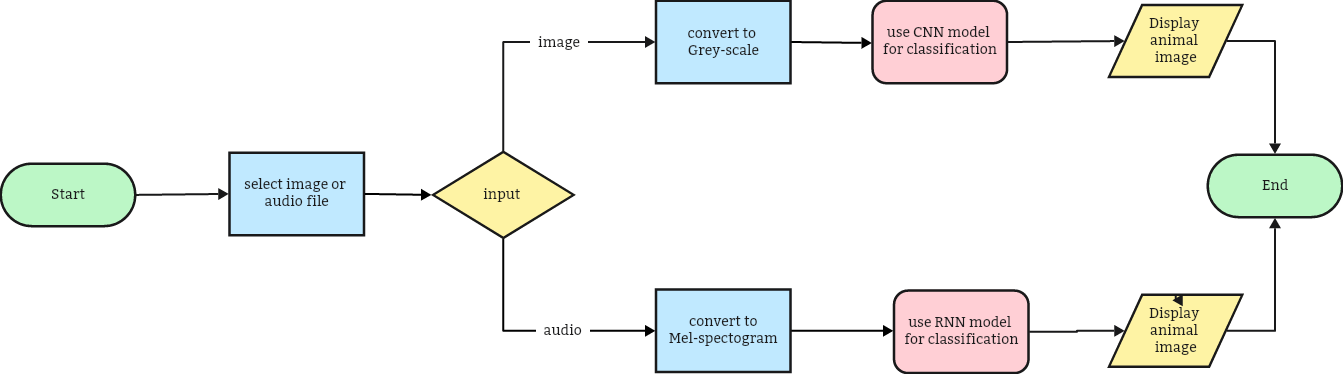 Start
select image or
audio file
input
image
convert to
Grey-scale
use CNN model
for classification
Display
animal
image
End
audio
convert to
Mel-spectogram
use RNN model
for classification
Display
animal
image